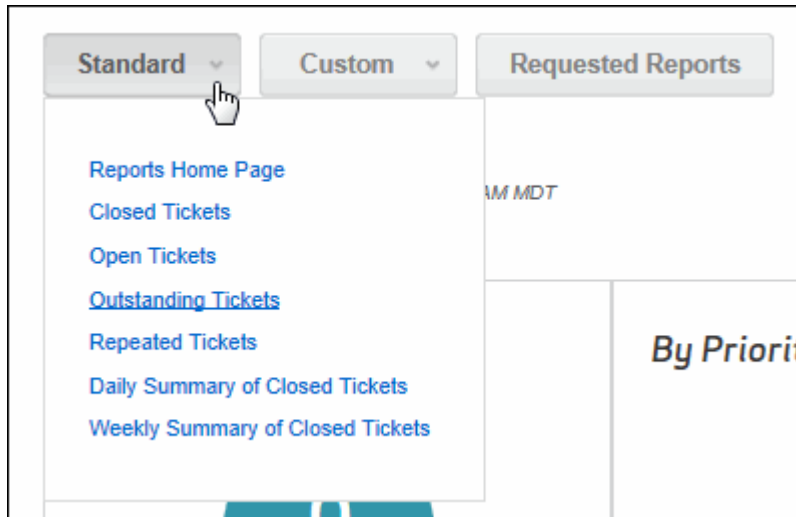 Standard Custom Requested Reports
Reports Home Page
AM MDT
Closed Tickets
Open Tickets
Outstanding Tickets
Repeated Tickets
By Priorit
Daily Summary of Closed Tickets
Weekly Summary of Closed Tickets